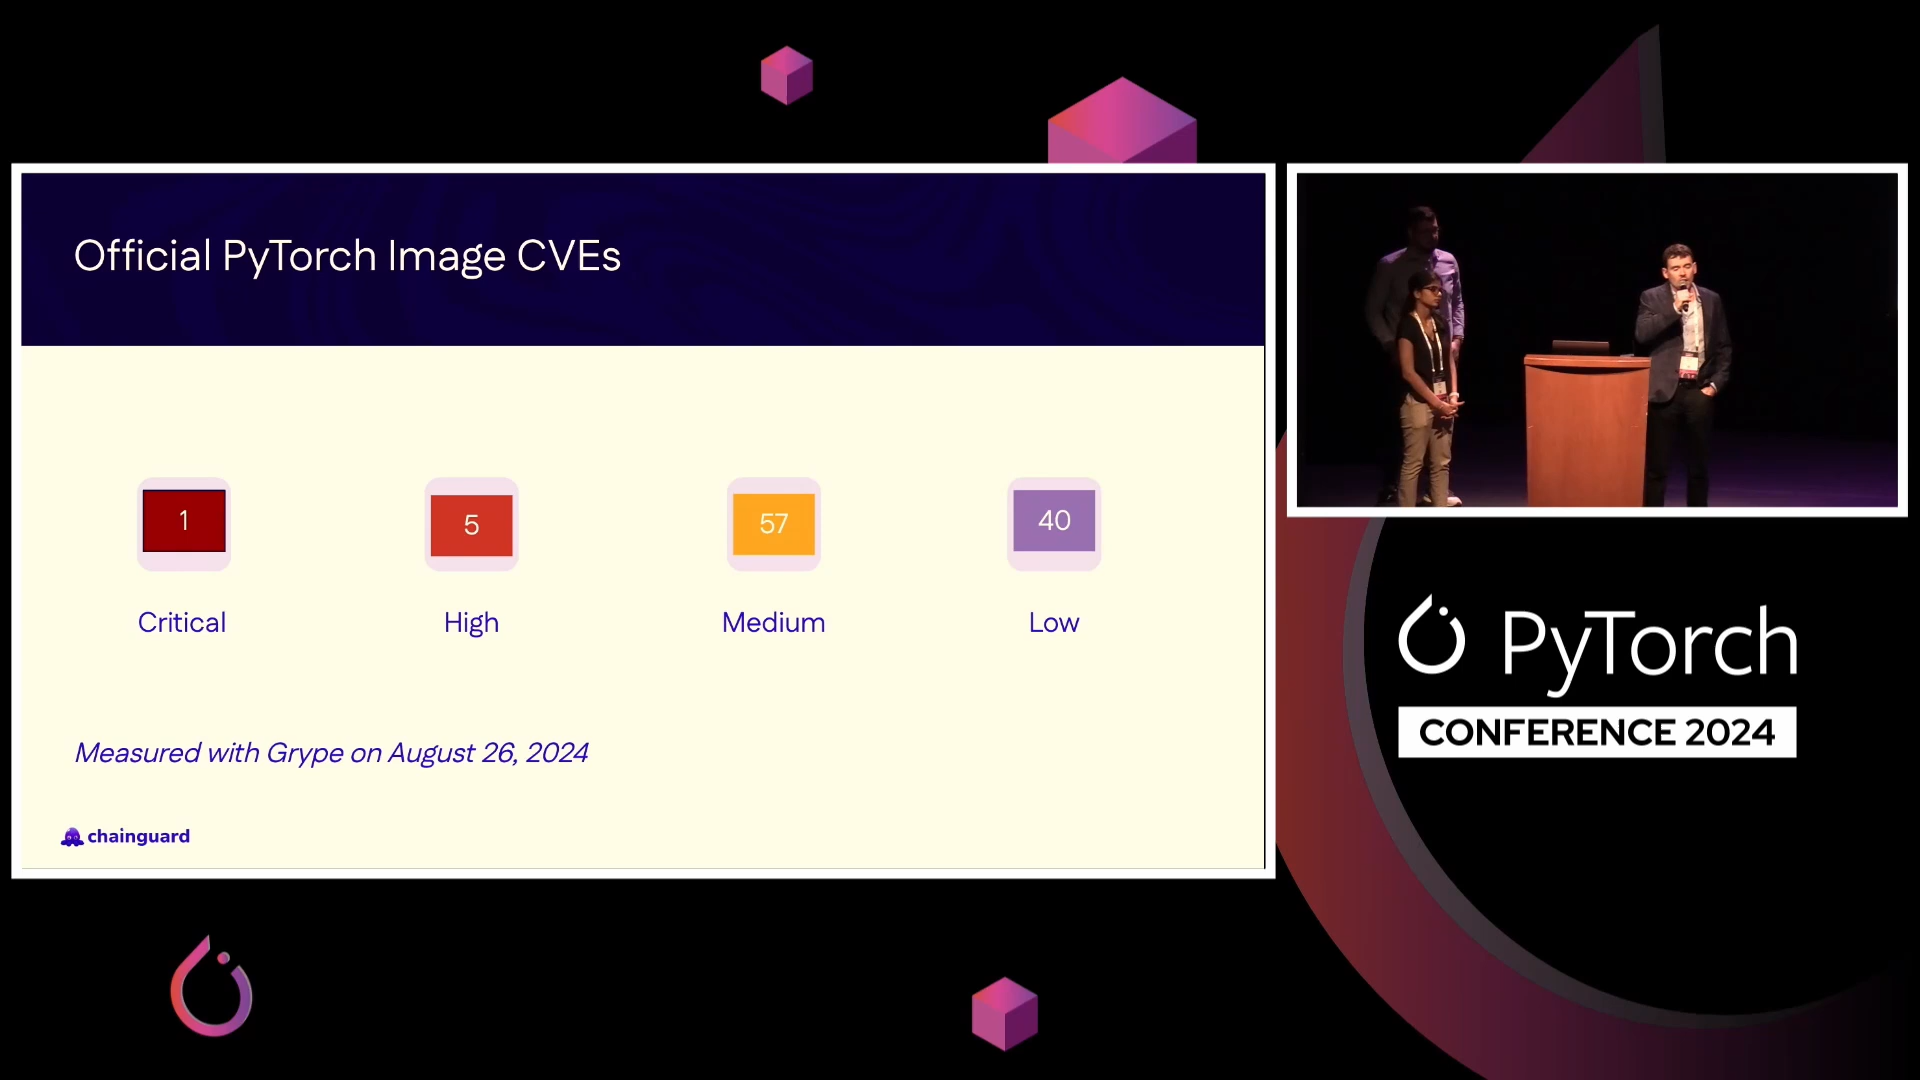 Official PyTorch Image CVEs
1
5
57
40
Critical
High
Medium
Low
Measured with Grype on August 26, 2024
chainguard
PyTorch
CONFERENCE 2024